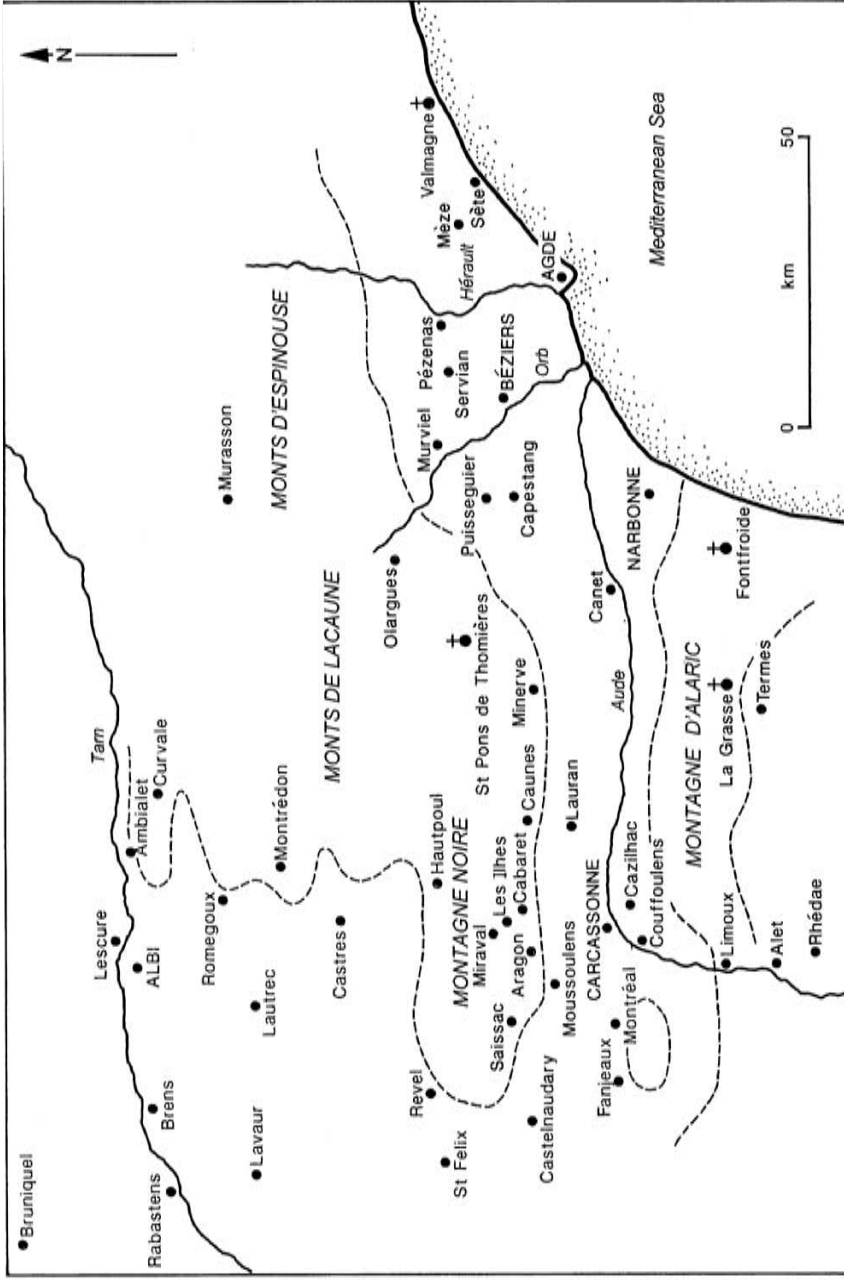 Bruniquel
N
Rabastens
Brens
Lescure
ALBI
Ambialet
Curvale
Tarn
Murasson
Lavaur
Lautrec
Romegoux
Montrédon
MONTS D'ESPINOUSE
Castres
MONTS DE LACAUNE
Olargues
St Felix
Revel
Hautpoul
MONTAGNE NOIRE
Miraval
Les Ilhes
Saissac
Aragon
Cabaret
Caunes
Minerve
St Pons de Thomières
Puisseguier
Capestang
Murviel
Servian
Pézenas
BÉZIERS
Orb
Hérault
Mèze
Sète
Valmagne
AGDE
Mediterranean Sea
Castelnaudary
Moussoulens
Lauran
Fanjeaux
Montréal
CARCASSONNE
Cazilhac
Couffoulens
Aude
Canet
NARBONNE
MONTAGNE D'ALARIC
Limoux
La Grasse
Fontfroide
Alet
Termes
Rhédae
0 km 50